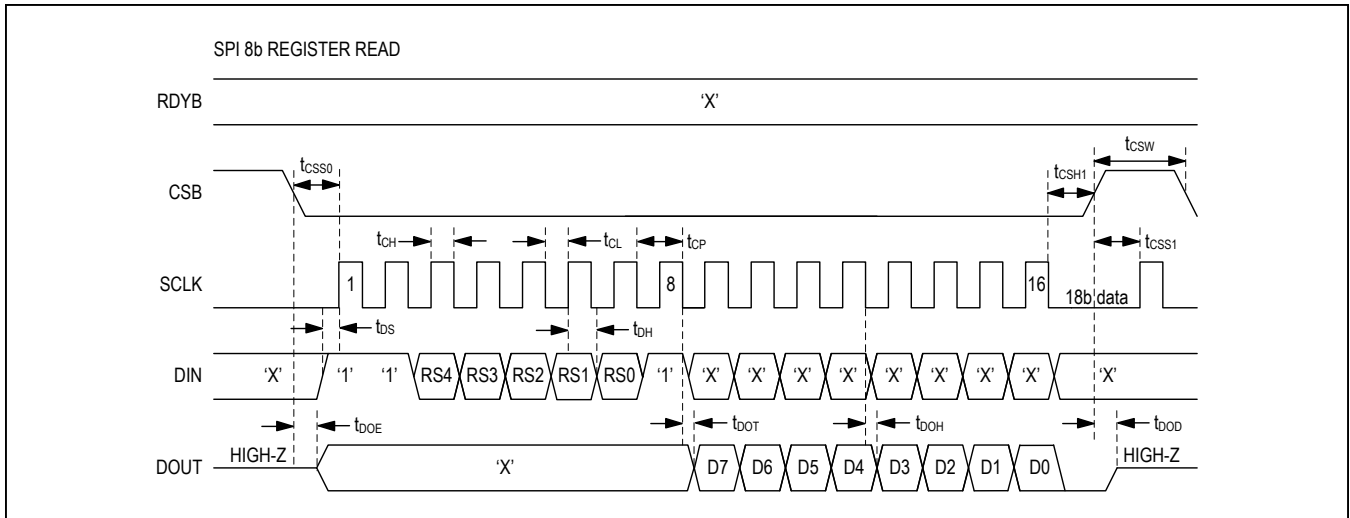 SPI 8b REGISTER READ
RDYB ‘X’
tCSW
tCSS0 tCSH1
CSB
tCH tCL tCP tCSS1
SCLK 1 8 16 18b data
tDS tDH
DIN ‘X’ ‘1’ ‘1’ RS4 RS3 RS2 RS1 RS0 ‘1’ ‘X’ ‘X’ ‘X’ ‘X’ ‘X’ ‘X’ ‘X’ ‘X’ ‘X’
tDOE tDOT tDOH tDOD
DOUT HIGH-Z ‘X’ D7 D6 D5 D4 D3 D2 D1 D0 HIGH-Z